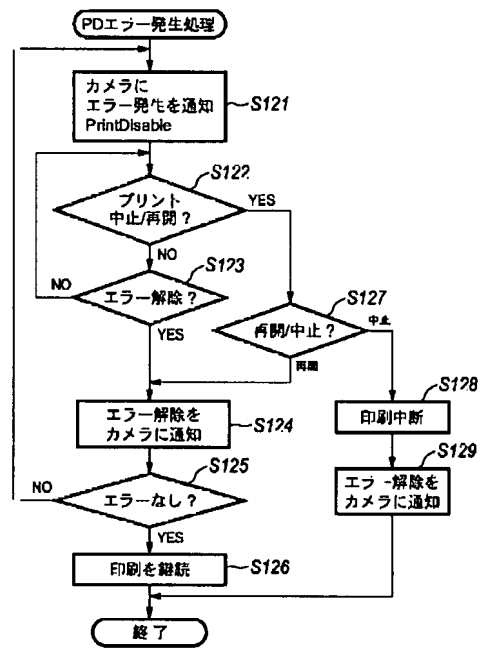 PDエラー発生処理
カメラに
エラー発生を通知
PrintDisable
S121
プリント
中止/再開?
S122
YES
NO
エラー解除?
S123
NO
YES
再開/中止?
S127
中止
再開
エラー解除を
カメラに通知
S124
印刷中断
S128
エラー解除を
カメラに通知
S129
エラーなし?
S125
NO
YES
印刷を継続
S126
終了